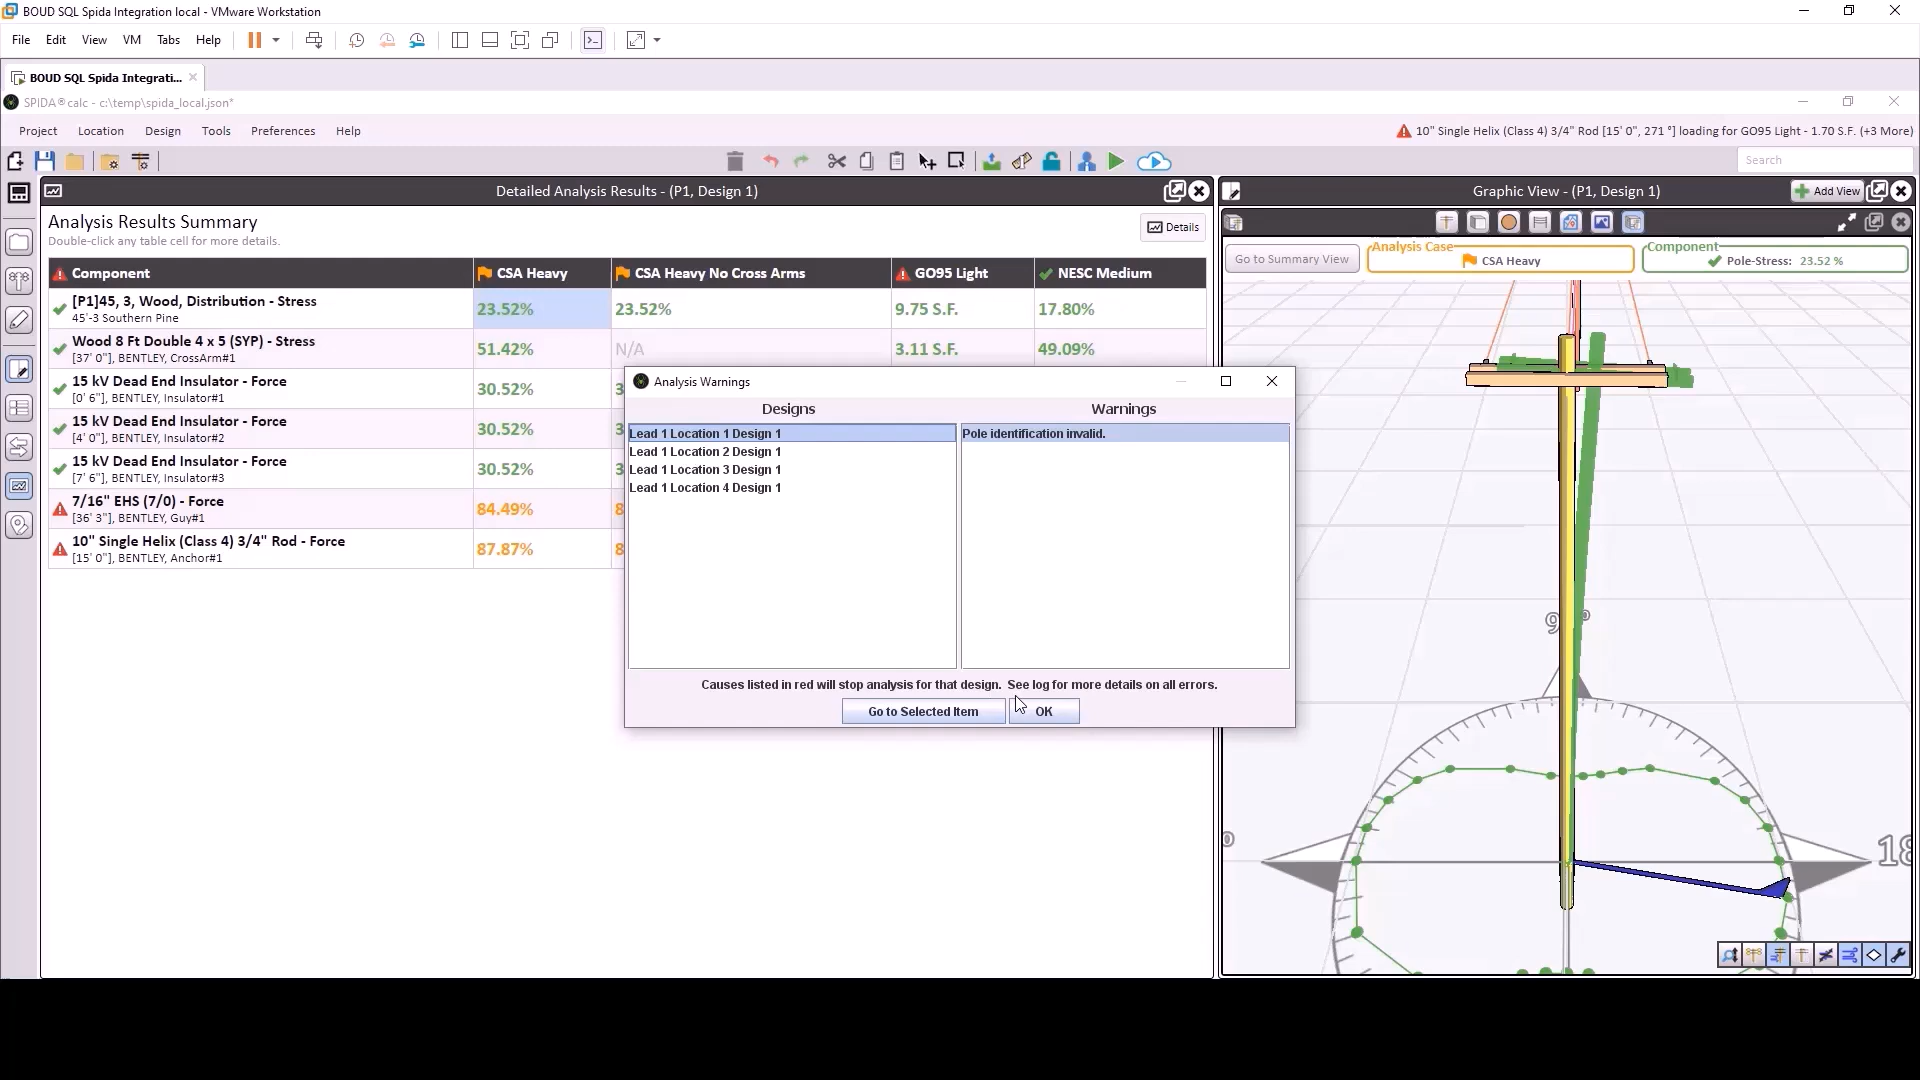 BOUD SQL Spida Integration local - VMware Workstation
File Edit View VM Tabs Help
BOUD SQL Spida Integrati...
SPIDA®calc - c:\temp\spida_local.json*
Project Location Design Tools Preferences Help
10" Single Helix (Class 4) 3/4" Rod [15' 0", 271 °] loading for GO95 Light - 1.70 S.F. (+3 More)
Search
Detailed Analysis Results - (P1, Design 1)
Analysis Results Summary
Double-click any table cell for more details.
Details
Component CSA Heavy CSA Heavy No Cross Arms GO95 Light NESC Medium
[P1]45, 3, Wood, Distribution - Stress
45'-3 Southern Pine
23.52% 23.52% 9.75 S.F. 17.80%
Wood 8 Ft Double 4 x 5 (SYP) - Stress
[37' 0"], BENTLEY, CrossArm#1
51.42% N/A 3.11 S.F. 49.09%
15 kV Dead End Insulator - Force
[0' 6"], BENTLEY, Insulator#1
30.52% 3
15 kV Dead End Insulator - Force
[4' 0"], BENTLEY, Insulator#2
30.52% 3
15 kV Dead End Insulator - Force
[7' 6"], BENTLEY, Insulator#3
30.52% 3
7/16" EHS (7/0) - Force
[36' 3"], BENTLEY, Guy#1
84.49% 8
10" Single Helix (Class 4) 3/4" Rod - Force
[15' 0"], BENTLEY, Anchor#1
87.87% 8
Analysis Warnings
Designs Warnings
Lead 1 Location 1 Design 1 Pole identification invalid.
Lead 1 Location 2 Design 1
Lead 1 Location 3 Design 1
Lead 1 Location 4 Design 1
Causes listed in red will stop analysis for that design. See log for more details on all errors.
Go to Selected Item OK
Graphic View - (P1, Design 1)
Add View
Go to Summary View
Analysis Case
CSA Heavy
Component
Pole-Stress: 23.52 %
9 °
0
18